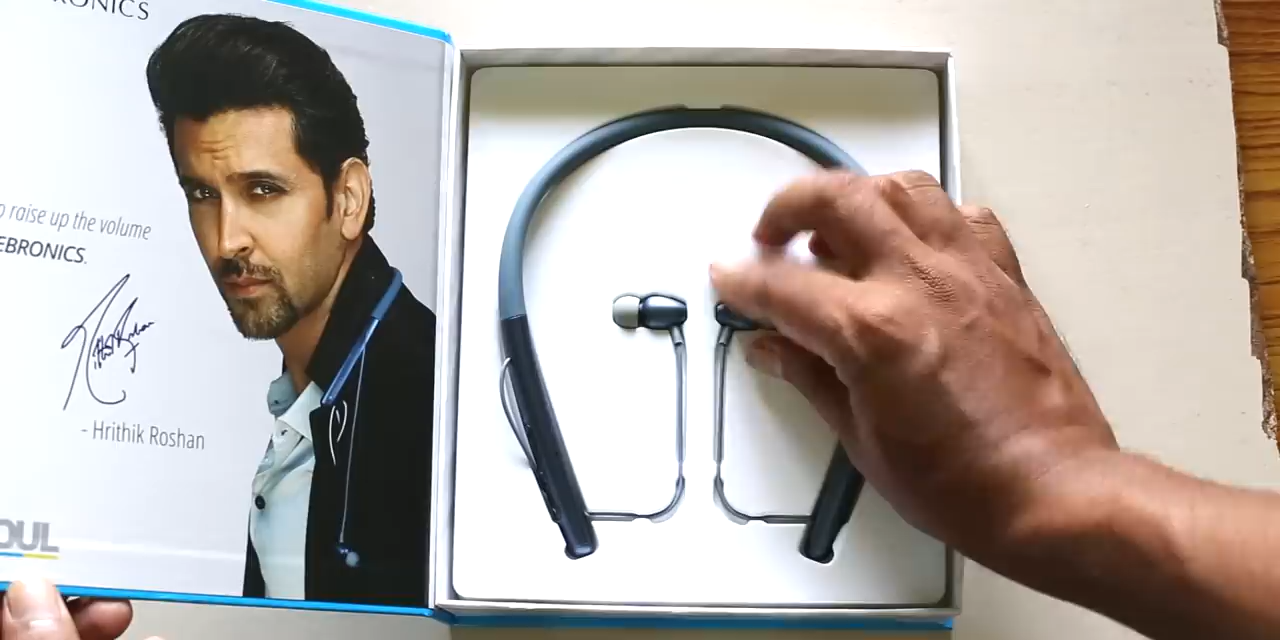 RONICS
o raise up the volume
EBRONICS.
- Hrithik Roshan
OUL